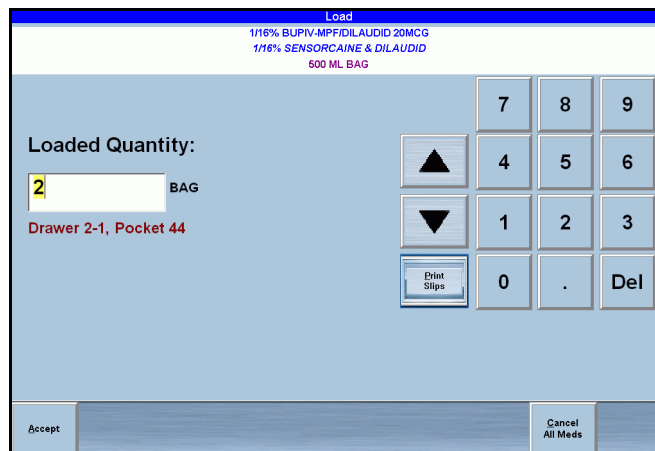 Load
1/16% BUPIV-MPF/DILAUDID 20MCG
1/16% SENSORCAINE & DILAUDID
500 ML BAG
7 8 9
Loaded Quantity:
4 5 6
2 BAG
Drawer 2-1, Pocket 44
1 2 3
Print
Slips
0 . Del
Accept
Cancel
All Meds